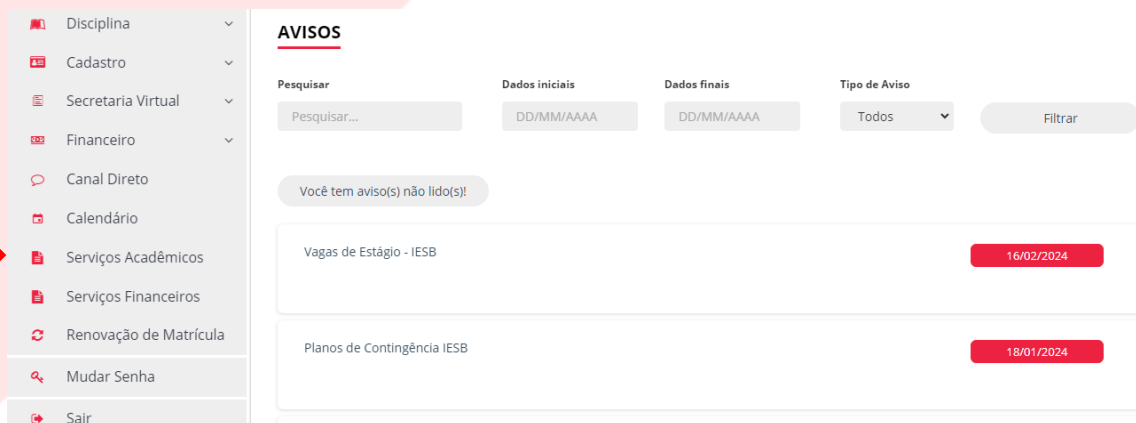 Disciplina
Cadastro
Secretaria Virtual
Financeiro
Canal Direto
Calendário
Serviços Acadêmicos
Serviços Financeiros
Renovação de Matrícula
Mudar Senha
Sair
AVISOS
Pesquisar
Pesquisar...
Dados iniciais
DD/MM/AAAA
Dados finais
DD/MM/AAAA
Tipo de Aviso
Todos
Filtrar
Você tem aviso(s) não lido(s)!
Vagas de Estágio - IESB
16/02/2024
Planos de Contingência IESB
18/01/2024